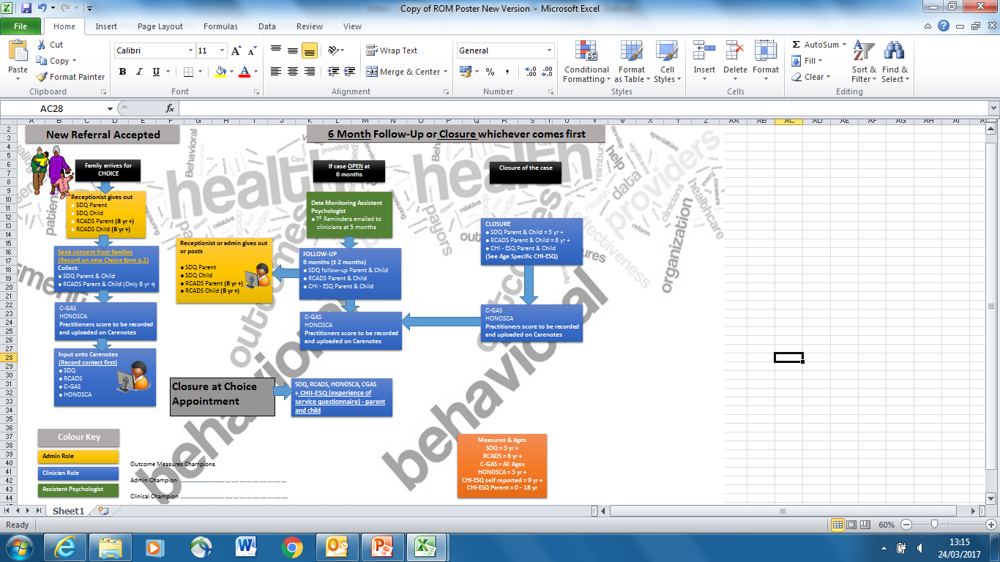 Copy of ROM Poster New Version - Microsoft Excel
File Home Insert Page Layout Formulas Data Review View
Paste
Cut
Copy
Format Painter
Clipboard
Calibri 11
B I U
Font
Wrap Text
Merge & Center
Alignment
General
Number
Conditional Formatting
Format as Table
Cell Styles
Styles
Insert Delete Format
Cells
AutoSum
Fill
Clear
Sort & Filter
Find & Select
Editing
AC28
fx
A B C D E F G H I J K L M N O P Q R S T U V W X Y Z AA AB AC AD AE AF AG AH AI
2
3
4
5
6
7
8
9
10
11
12
13
14
15
16
17
18
19
20
21
22
23
24
25
26
27
28
29
30
31
32
33
34
35
36
37
38
39
40
41
42
43
44
New Referral Accepted
Family arrives for
CHOICE
Receptionist gives out
● SDQ Parent
● SDQ Child
● RCADS Parent (8 yr +)
● RCADS Child (8 yr +)
Seek consent from families
(Record on new Choice form p.2)
Collect:
● SDQ Parent & Child
● RCADS Parent & Child (Only 8 yr +)
C-GAS
HONOSCA
Practitioners score to be recorded
and uploaded on Carenotes
Input onto Carenotes
(Record contact first)
● SDQ
● RCADS
● C-GAS
● HONOSCA
6 Month Follow-Up or Closure whichever comes first
If case OPEN at
6 months
Data Monitoring Assistant
Psychologist
● T² Reminders emailed to
clinicians at 5 months
Receptionist or admin gives out
or posts
● SDQ Parent
● SDQ Child
● RCADS Parent (8 yr +)
● RCADS Child (8 yr +)
FOLLOW-UP
6 months (± 2 months)
● SDQ follow-up Parent & Child
● RCADS Parent & Child
● CHI - ESQ Parent & Child
C-GAS
HONOSCA
Practitioners score to be recorded
and uploaded on Carenotes
Closure of the case
CLOSURE
● SDQ Parent & Child = 3 yr +
● RCADS Parent & Child = 8 yr +
● CHI - ESQ Parent & Child
(See Age Specific CHI-ESQ)
C-GAS
HONOSCA
Practitioners score to be recorded
and uploaded on Carenotes
Closure at Choice
Appointment
SDQ, RCADS, HONOSCA, CGAS
+ CHII-ESQ (experience of
service questionnaire) - parent
and child
Colour Key
Admin Role
Clinician Role
Assistant Psychologist
Outcome Measures Champions
Admin Champion
Clinical Champion
Measures & Ages
SDQ = 3 yr +
RCADS = 8 yr +
C-GAS = All Ages
HONOSCA = 3 yr +
CHI-ESQ self reported = 9 yr +
CHI-ESQ Parent = 0 - 18 yr
health
health
Behavioral
behavioral
behavioral
outcomes
providers
organization
healthcare
payors
data
help
reform
specialties
effectiveness
Sheet1
Ready
60%
13:15
24/03/2017